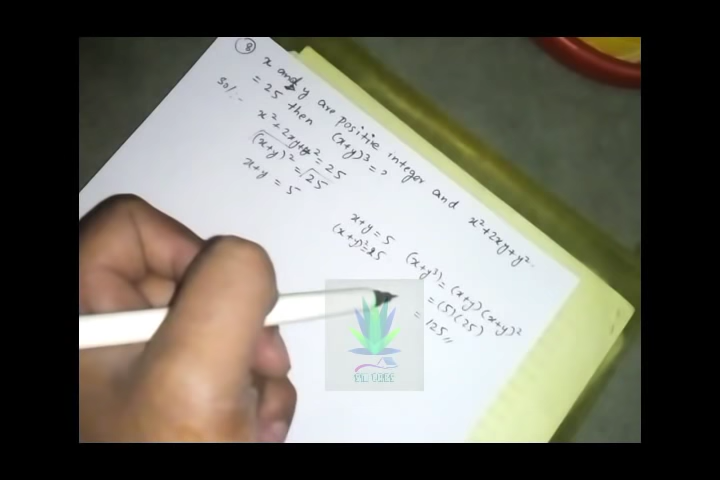 8
x and y are positive integer and x²+2xy+y²
= 25 then (x+y)³ = ?
Sol:-
x²+2xy+y² = 25
√(x+y)² = √25
x+y = 5
x+y = 5
(x+y)² = 25
(x+y³) = (x+y)(x+y)²
= (5)(25)
= 125 //